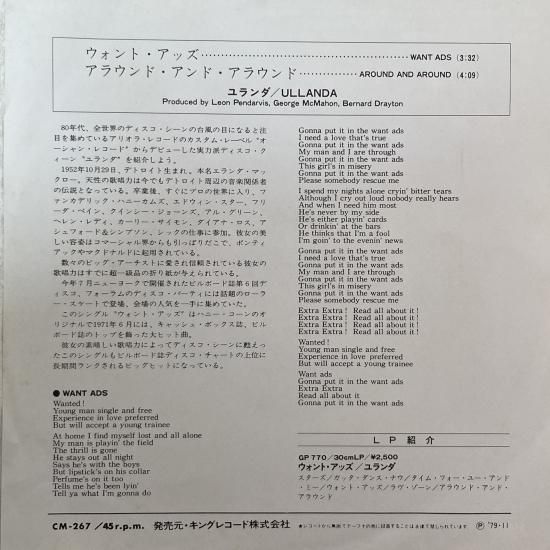 ウォント・アッズ……………………………WANT ADS (3:32)
アラウンド・アンド・アラウンド……………AROUND AND AROUND (4:09)
ユランダ/ULLANDA
Produced by Leon Pendarvis, George McMahon, Bernard Drayton
80年代、全世界のディスコ・シーンの台風の目になると注
目を集めているアリオラ・レコードのカスタム・レーベル“オ
ーシャン・レコード”からデビューした実力派ディスコ・ク
ィーン“ユランダ”を紹介しよう。
1952年10月29日、デトロイト生まれ。本名エランダ・マッ
クロー。天性の歌唱力は今でもデトロイト周辺の音楽関係者
の伝説となっている。卒業後、すぐにプロの世界に入り、フ
ァンカデリック・ハニーカムズ、エドウィン・スター、フリ
ーダ・ペイン、クインシー・ジョーンズ、アル・グリーン、
ヘレン・レディ、カーリー・サイモン、ダイアナ・ロス、ア
シュフォード&シンプソン、シックの仕事に参加。彼女の美
しい容姿はコマーシャル界からも引っぱりだこで、ポンティ
アックやマクドナルドに起用されている。
数々のビッグ・アーチストに愛され信頼されている彼女の
歌唱力はすでに超一級品の折り紙が与えられている。
今年7月ニューヨークで開催されたビルボード誌第6回デ
ィスコ、フォーラムのディスコ・パーティには話題のローラ
ー・スケートで登場、会場の人気を一手に集めていた。
このシングル“ウォント・アッズ”はハニー・コーンのオ
リジナルで1971年6月には、キャッシュ・ボックス誌、ビル
ボード誌のトップを飾った大ヒット曲。
彼女の素晴しい歌唱力によってディスコ・シーンに甦えっ
たこのシングルもビルボード誌ディスコ・チャートの上位に
長期間ランクされるビッグヒットになっている。
● WANT ADS
Wanted!
Young man single and free
Experience in love preferred
But will accept a young trainee
At home I find myself lost and all alone
My man is playin' the field
The thrill is gone
He stays out all night
Says he's with the boys
But lipstick's on his collar
Perfume's on it too
Tells me he's been lyin'
Tell ya what I'm gonna do
Gonna put it in the want ads
I need a love that's true
Gonna put it in the want ads
My man and I are through
Gonna put it in the want ads
This girl's in misery
Gonna put it in the want ads
Please somebody rescue me
I spend my nights alone cryin' bitter tears
Although I cry out loud nobody really hears
And when I need him most
He's never by my side
He's either playin' cards
Or drinkin' at the bars
He thinks that I'm a fool
I'm goin' to the evenin' news
Gonna put it in the want ads
I need a love that's true
Gonna put it in the want ads
My man and I are through
Gonna put it in the want ads
This girl's in misery
Gonna put it in the want ads
Please somebody rescue me
Extra Extra! Read all about it!
Extra Extra! Read all about it!
Extra Extra! Read all about it!
Extra Extra! Read all about it!
Wanted!
Young man single and free
Experience in love preferred
But will accept a young trainee
Want ads
Gonna put it in the want ads
Extra Extra
Read all about it
Gonna put it in the want ads
LP紹介
GP 770/30cmLP/¥2,500
ウォント・アッズ/ユランダ
スターズ/ガッタ・ダンス・ナウ/タイム・フォー・ユー・アンド
・ミー/ウォント・アッズ/ラヴ・ゾーン/アラウンド・アンド・
アラウンド
CM-267/45r.p.m. 発売元・キングレコード株式会社 ★レコードから無断でテープその他に録音することは法律で禁じられています。 Ⓟ '79・11